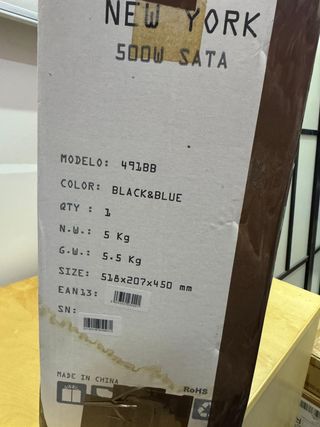 NEW YORK
500W SATA
MODELO: 491BB
COLOR: BLACK&BLUE
QTY : 1
N.W.: 5 Kg
G.W.: 5.5 Kg
SIZE: 518x207x450 mm
EAN13:
SN:
MADE IN CHINA
RoHS